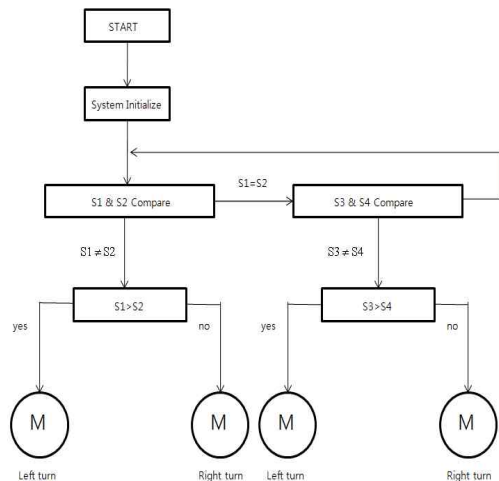 START
System Initialize
S1=S2
S1 & S2 Compare
S3 & S4 Compare
S1≠S2
S3≠S4
S1>S2
S3>S4
yes
no
yes
no
M
M
M
M
Left turn
Right turn
Left turn
Right turn